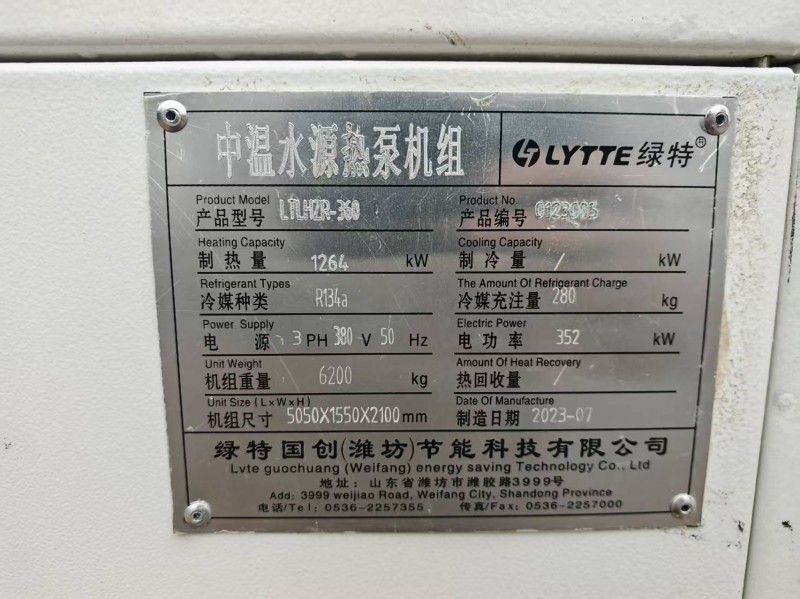 中温水源热泵机组
LYTTE绿特®
Product Model
产品型号 LTLHZR-360
Product No.
产品编号 0123005
Heating Capacity
制热量 1264 kW
Cooling Capacity
制冷量 / kW
Refrigerant Types
冷媒种类 R134a
The Amount Of Refrigerant Charge
冷媒充注量 280 kg
Power Supply
电源 3 PH 380 V 50 Hz
Electric Power
电功率 352 kW
Unit Weight
机组重量 6200 kg
Amount Of Heat Recovery
热回收量 /
Unit Size (L×W×H)
机组尺寸 5050X1550X2100 mm
Date Of Manufacture
制造日期 2023-07
绿特国创(潍坊)节能科技有限公司
Lvte guochuang (Weifang) energy saving Technology Co., Ltd
地址: 山东省潍坊市潍胶路3999号
Add: 3999 weijiao Road, Weifang City, Shandong Province
电话/Tel: 0536-2257355 传真/Fax: 0536-2257000